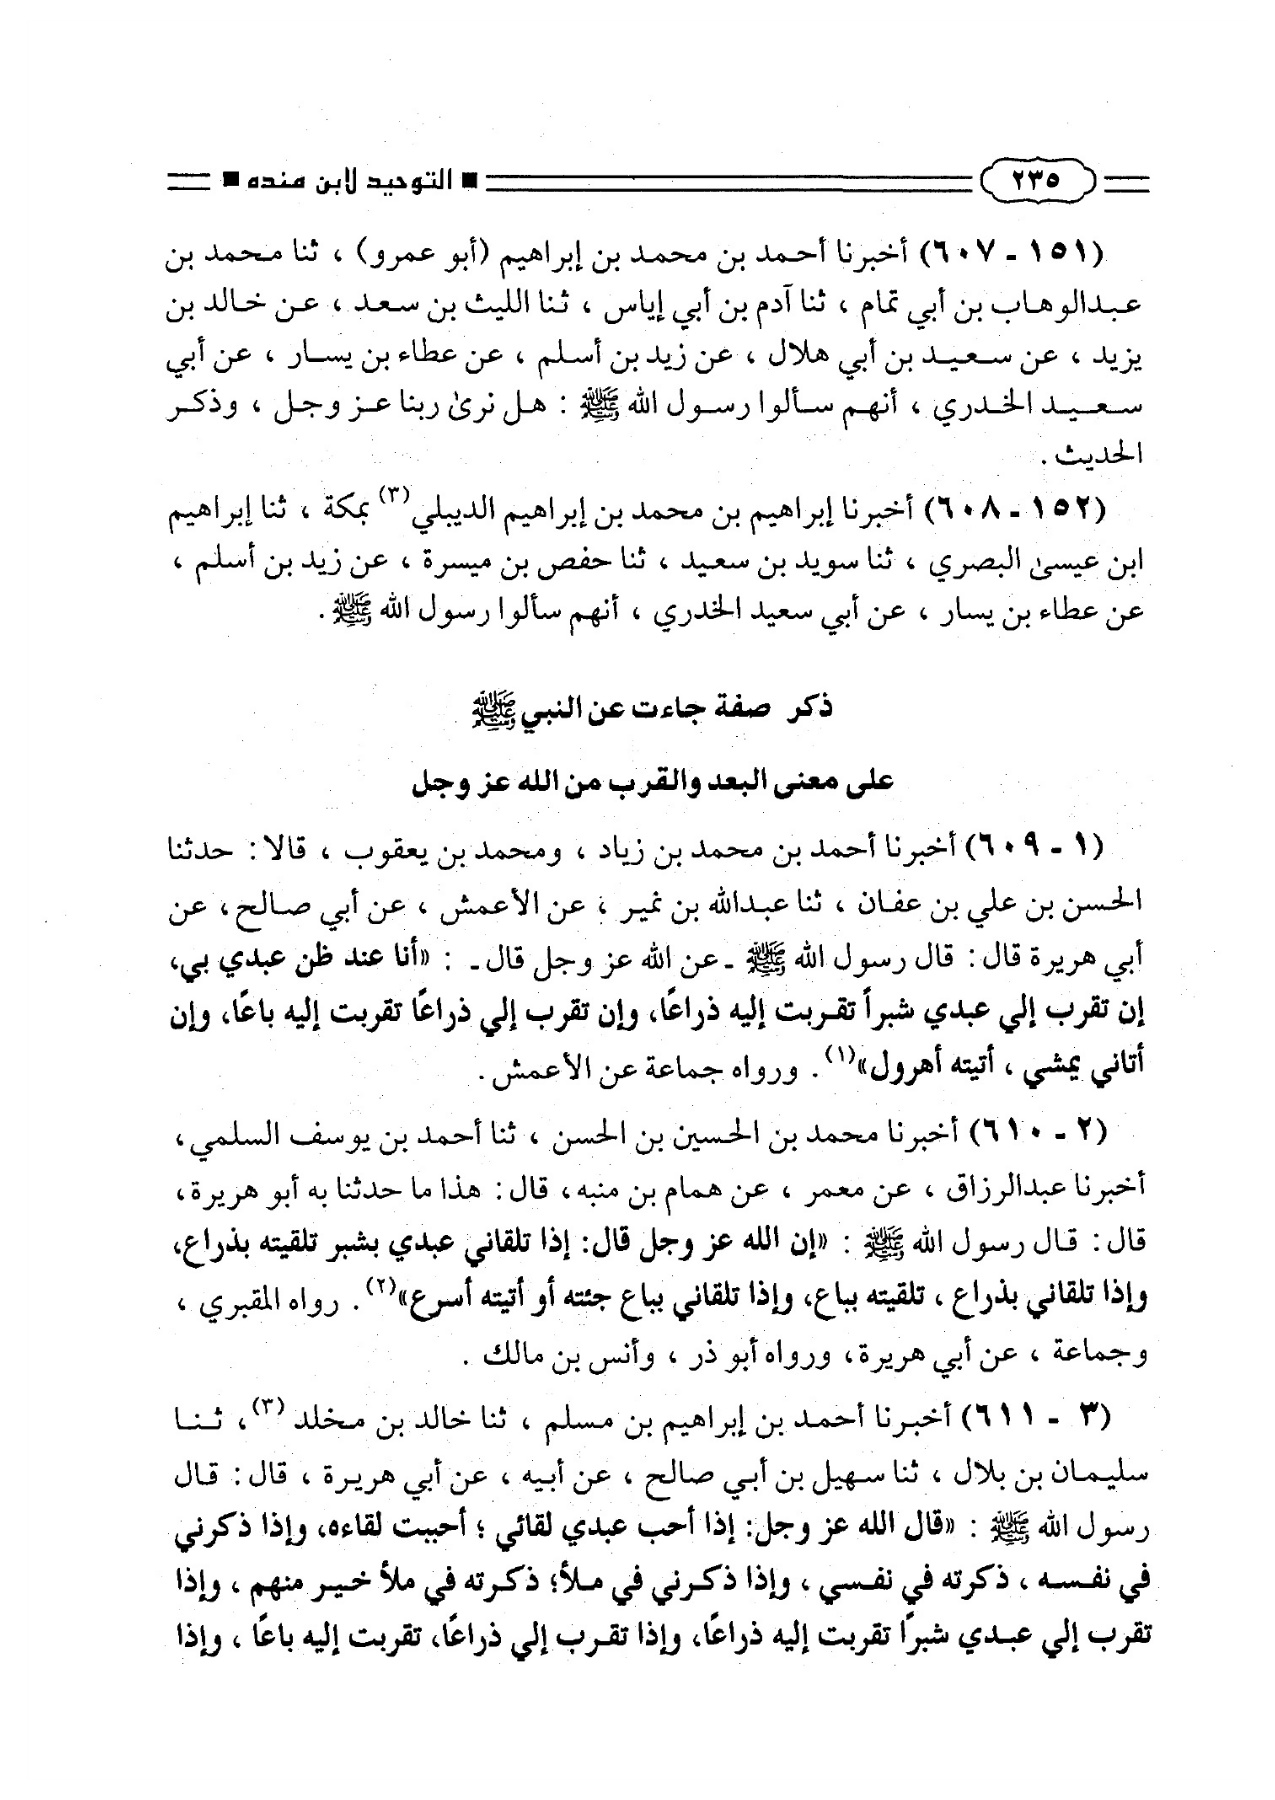 ٢٣٥ ■ التوحيد لابن منده ■
(١٥١ - ٦٠٧) أخبرنا أحمد بن محمد بن إبراهيم (أبو عمرو) ، ثنا محمد بن
عبدالوهاب بن أبي تمام ، ثنا آدم بن أبي إياس ، ثنا الليث بن سعد ، عن خالد بن
يزيد ، عن سعيد بن أبي هلال ، عن زيد بن أسلم ، عن عطاء بن يسار ، عن أبي
سعيد الخدري ، أنهم سألوا رسول الله ﷺ : هل نرىٰ ربنا عز وجل ، وذكر
الحديث .
(١٥٢ - ٦٠٨) أخبرنا إبراهيم بن محمد بن إبراهيم الديبلي(٣) بمكة ، ثنا إبراهيم
ابن عيسىٰ البصري ، ثنا سويد بن سعيد ، ثنا حفص بن ميسرة ، عن زيد بن أسلم ،
عن عطاء بن يسار ، عن أبي سعيد الخدري ، أنهم سألوا رسول الله ﷺ .
ذكر صفة جاءت عن النبي ﷺ
على معنى البعد والقرب من الله عز وجل
(١ - ٦٠٩) أخبرنا أحمد بن محمد بن زياد ، ومحمد بن يعقوب ، قالا : حدثنا
الحسن بن علي بن عفان ، ثنا عبدالله بن نمير ، عن الأعمش ، عن أبي صالح ، عن
أبي هريرة قال : قال رسول الله ﷺ ـ عن الله عز وجل قال ـ : «أنا عند ظن عبدي بي،
إن تقرب إلي عبدي شبراً تقربت إليه ذراعًا، وإن تقرب إلي ذراعًا تقربت إليه باعًا، وإن
أتاني يمشي ، أتيته أهرول»(١) . ورواه جماعة عن الأعمش .
(٢ - ٦١٠) أخبرنا محمد بن الحسين بن الحسن ، ثنا أحمد بن يوسف السلمي ،
أخبرنا عبدالرزاق ، عن معمر ، عن همام بن منبه ، قال : هذا ما حدثنا به أبو هريرة ،
قال : قال رسول الله ﷺ : «إن الله عز وجل قال: إذا تلقاني عبدي بشبر تلقيته بذراع،
وإذا تلقاني بذراع ، تلقيته بباع، وإذا تلقاني بباع جئته أو أتيته أسرع»(٢) . رواه المقبري ،
وجماعة ، عن أبي هريرة ، ورواه أبو ذر ، وأنس بن مالك .
(٣ - ٦١١) أخبرنا أحمد بن إبراهيم بن مسلم ، ثنا خالد بن مخلد (٣) ، ثنا
سليمان بن بلال ، ثنا سهيل بن أبي صالح ، عن أبيه ، عن أبي هريرة ، قال : قال
رسول الله ﷺ : «قال الله عز وجل: إذا أحب عبدي لقائي ؛ أحببت لقاءه، وإذا ذكرني
في نفسه ، ذكرته في نفسي ، وإذا ذكرني في ملأ؛ ذكرته في ملأ خير منهم ، وإذا
تقرب إلي عبدي شبرًا تقربت إليه ذراعًا، وإذا تقرب إلي ذراعًا، تقربت إليه باعًا ، وإذا